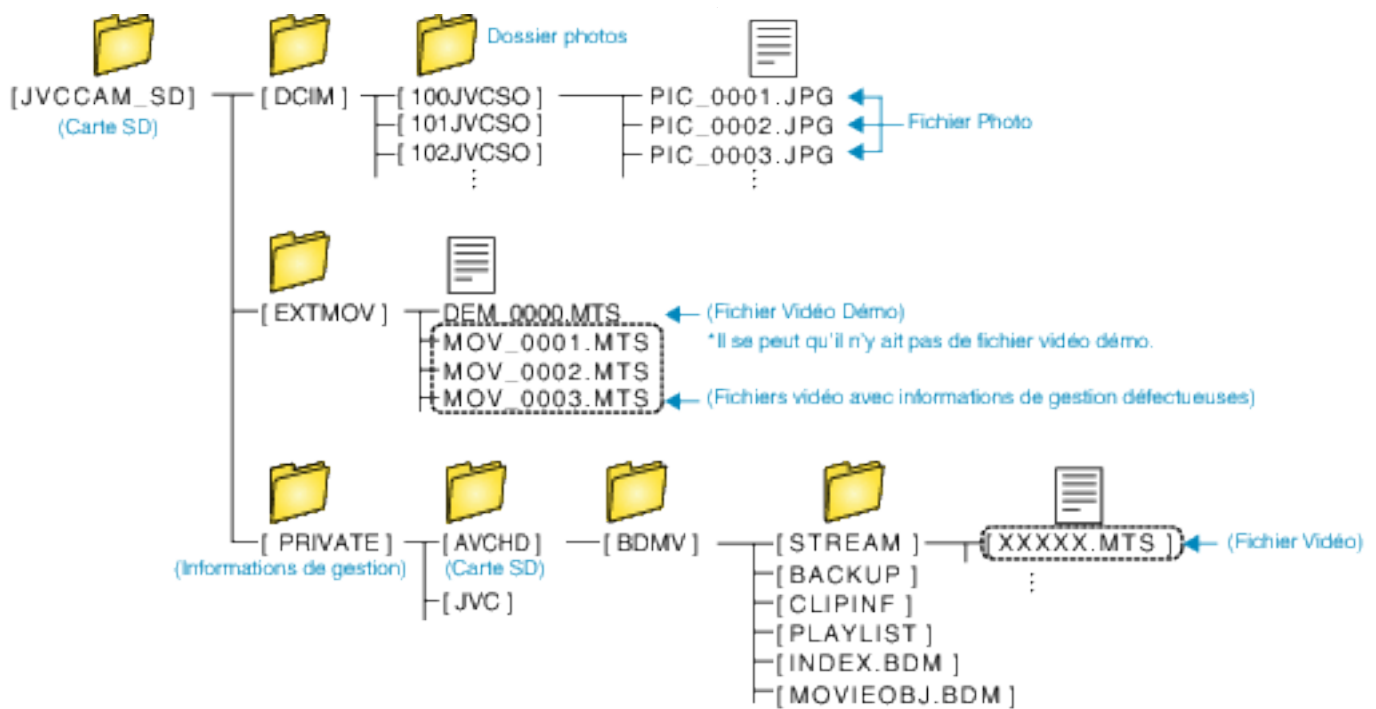 Dossier photos
[JVCCAM_SD] [DCIM] [100JVCSO] PIC_0001.JPG
(Carte SD) [101JVCSO] PIC_0002.JPG Fichier Photo
[102JVCSO] PIC_0003.JPG
[EXTMOV] DEM_0000.MTS (Fichier Vidéo Démo)
MOV_0001.MTS *Il se peut qu'il n'y ait pas de fichier vidéo démo.
MOV_0002.MTS
MOV_0003.MTS (Fichiers vidéo avec informations de gestion défectueuses)
[PRIVATE] [AVCHD] [BDMV] [STREAM] [XXXXX.MTS] (Fichier Vidéo)
(Informations de gestion) (Carte SD) [BACKUP]
[JVC] [CLIPINF]
[PLAYLIST]
[INDEX.BDM]
[MOVIEOBJ.BDM]